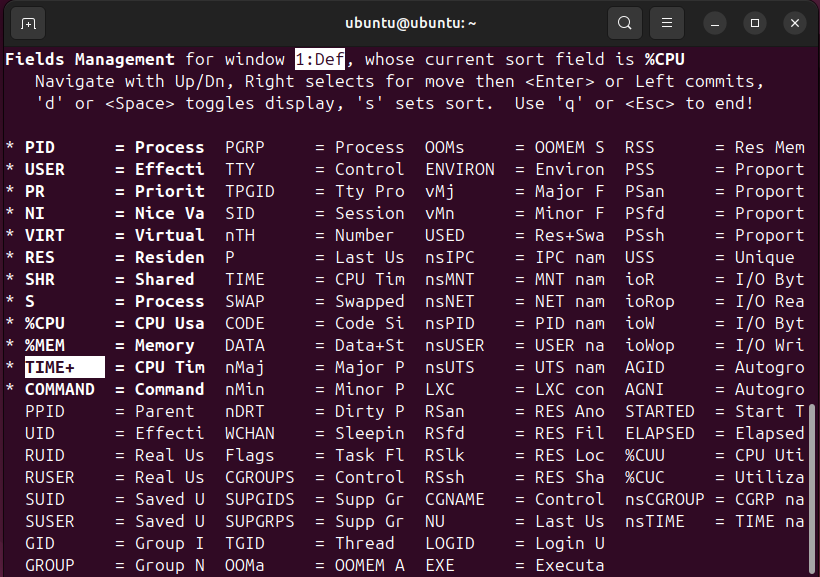 ubuntu@ubuntu: ~
Fields Management for window 1:Def, whose current sort field is %CPU
   Navigate with Up/Dn, Right selects for move then <Enter> or Left commits,
   'd' or <Space> toggles display, 's' sets sort.  Use 'q' or <Esc> to end!

* PID     = Process  PGRP     = Process  OOMs     = OOMEM S  RSS      = Res Mem
* USER    = Effecti  TTY      = Control  ENVIRON  = Environ  PSS      = Proport
* PR      = Priorit  TPGID    = Tty Pro  vMj      = Major F  PSan     = Proport
* NI      = Nice Va  SID      = Session  vMn      = Minor F  PSfd     = Proport
* VIRT    = Virtual  nTH      = Number   USED     = Res+Swa  PSsh     = Proport
* RES     = Residen  P        = Last Us  nsIPC    = IPC nam  USS      = Unique
* SHR     = Shared   TIME     = CPU Tim  nsMNT    = MNT nam  ioR      = I/O Byt
* S       = Process  SWAP     = Swapped  nsNET    = NET nam  ioRop    = I/O Rea
* %CPU    = CPU Usa  CODE     = Code Si  nsPID    = PID nam  ioW      = I/O Byt
* %MEM    = Memory   DATA     = Data+St  nsUSER   = USER na  ioWop    = I/O Wri
* TIME+   = CPU Tim  nMaj     = Major P  nsUTS    = UTS nam  AGID     = Autogro
* COMMAND = Command  nMin     = Minor P  LXC      = LXC con  AGNI     = Autogro
  PPID    = Parent   nDRT     = Dirty P  RSan     = RES Ano  STARTED  = Start T
  UID     = Effecti  WCHAN    = Sleepin  RSfd     = RES Fil  ELAPSED  = Elapsed
  RUID    = Real Us  Flags    = Task Fl  RSlk     = RES Loc  %CUU     = CPU Uti
  RUSER   = Real Us  CGROUPS  = Control  RSsh     = RES Sha  %CUC     = Utiliza
  SUID    = Saved U  SUPGIDS  = Supp Gr  CGNAME   = Control  nsCGROUP = CGRP na
  SUSER   = Saved U  SUPGRPS  = Supp Gr  NU       = Last Us  nsTIME   = TIME na
  GID     = Group I  TGID     = Thread   LOGID    = Login U
  GROUP   = Group N  OOMa     = OOMEM A  EXE      = Executa